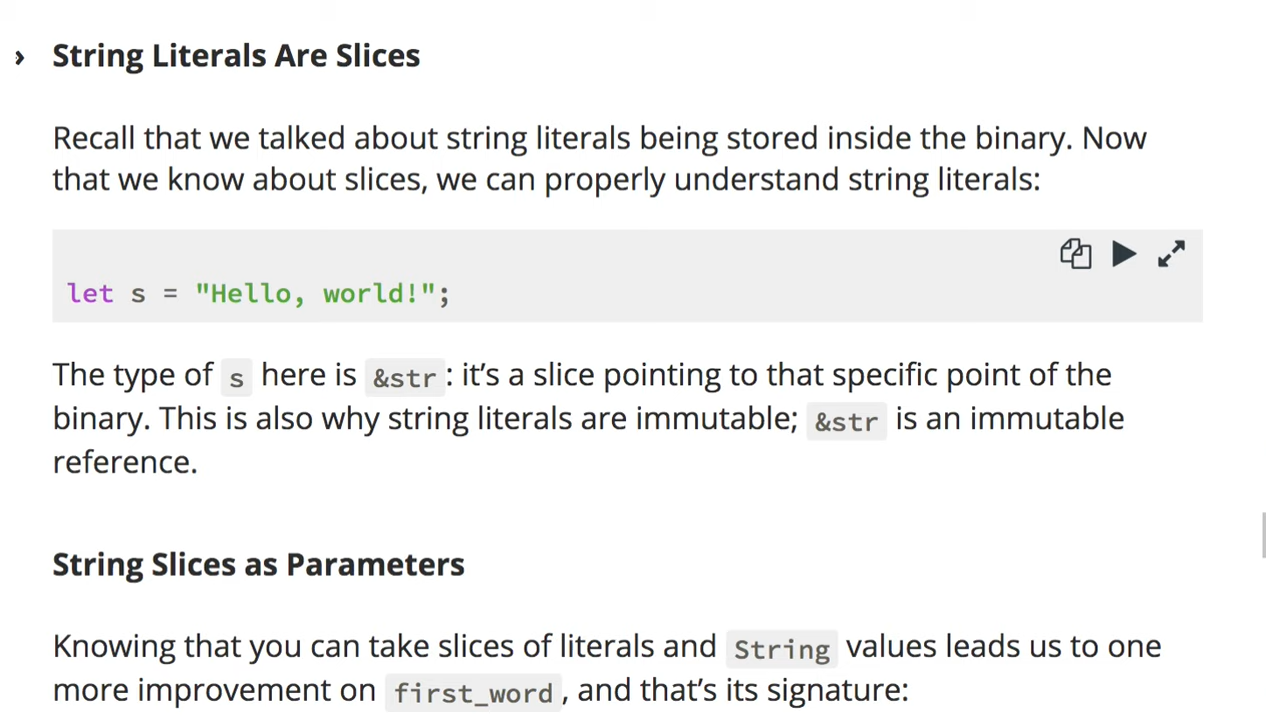 String Literals Are Slices
Recall that we talked about string literals being stored inside the binary. Now
that we know about slices, we can properly understand string literals:
let s = "Hello, world!";
The type of s here is &str: it’s a slice pointing to that specific point of the
binary. This is also why string literals are immutable; &str is an immutable
reference.
String Slices as Parameters
Knowing that you can take slices of literals and String values leads us to one
more improvement on first_word, and that’s its signature: